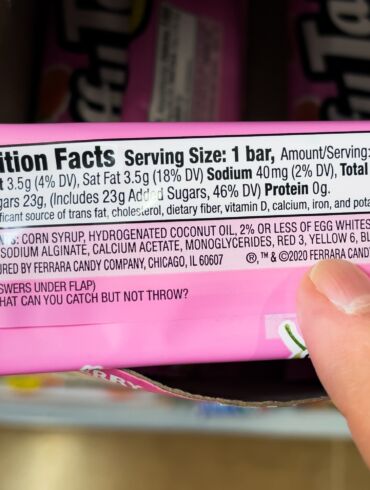 ition Facts Serving Size: 1 bar, Amount/Serving:
t 3.5g (4% DV), Sat Fat 3.5g (18% DV) Sodium 40mg (2% DV), Total
gars 23g, (Includes 23g Added Sugars, 46% DV) Protein 0g.
ficant source of trans fat, cholesterol, dietary fiber, vitamin D, calcium, iron, and pota
S: CORN SYRUP, HYDROGENATED COCONUT OIL, 2% OR LESS OF EGG WHITES
SODIUM ALGINATE, CALCIUM ACETATE, MONOGLYCERIDES, RED 3, YELLOW 6, BL
URED BY FERRARA CANDY COMPANY, CHICAGO, IL 60607 ®, ™ & ©2020 FERRARA CAND
SWERS UNDER FLAP)
HAT CAN YOU CATCH BUT NOT THROW?